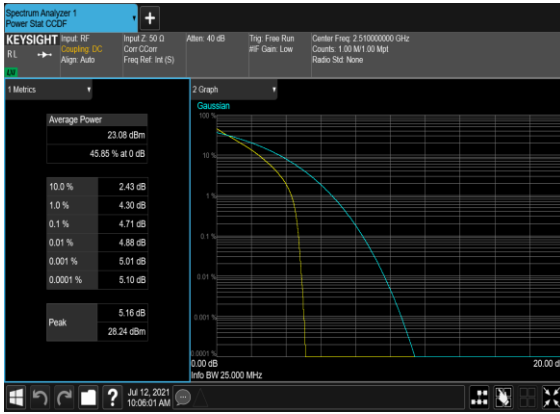 Spectrum Analyzer 1
Power Stat CCDF
KEYSIGHT
RL
Input: RF
Coupling: DC
Align: Auto
Input Z: 50 Ω
Corr CCorr
Freq Ref: Int (S)
Atten: 40 dB
Trig: Free Run
#IF Gain: Low
Center Freq: 2.510000000 GHz
Counts: 1.00 M/1.00 Mpt
Radio Std: None
1 Metrics
Average Power
23.08 dBm
45.85 % at 0 dB
10.0 % 2.43 dB
1.0 % 4.30 dB
0.1 % 4.71 dB
0.01 % 4.88 dB
0.001 % 5.01 dB
0.0001 % 5.10 dB
Peak
5.16 dB
28.24 dBm
2 Graph
Gaussian
100 %
10 %
1 %
0.1 %
0.01 %
0.001 %
0.0001 %
0.00 dB
20.00 d
Info BW 25.000 MHz
Jul 12, 2021
10:06:01 AM